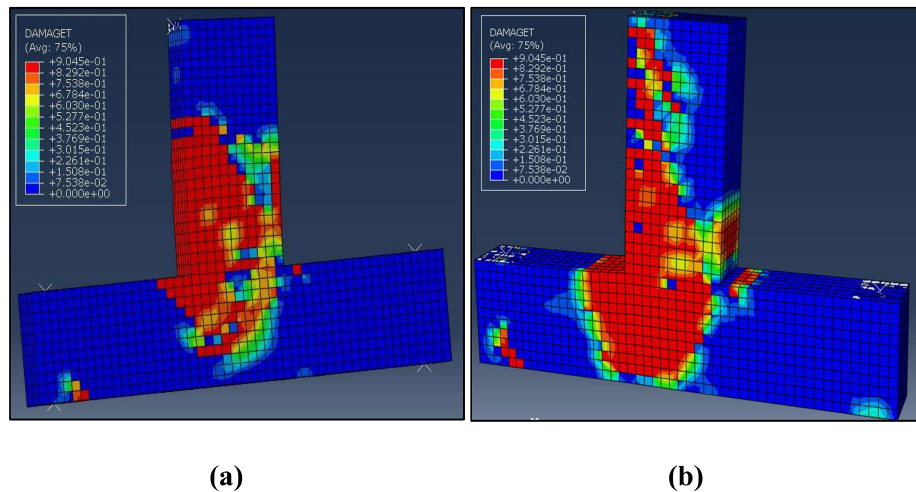 DAMAGET
(Avg: 75%)
+9.045e-01
+8.292e-01
+7.538e-01
+6.784e-01
+6.030e-01
+5.277e-01
+4.523e-01
+3.769e-01
+3.015e-01
+2.261e-01
+1.508e-01
+7.538e-02
+0.000e+00
DAMAGET
(Avg: 75%)
+9.045e-01
+8.292e-01
+7.538e-01
+6.784e-01
+6.030e-01
+5.277e-01
+4.523e-01
+3.769e-01
+3.015e-01
+2.261e-01
+1.508e-01
+7.538e-02
+0.000e+00
(a)
(b)